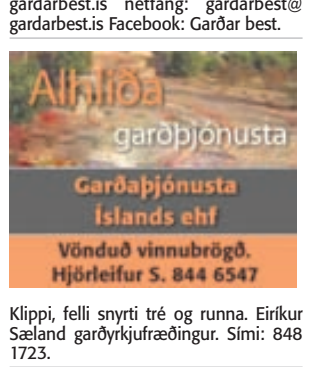 gardarbest.is netfang: gardarbest@
gardarbest.is Facebook: Garðar best.
Alhliða
garðþjónusta
Garðaþjónusta
Íslands ehf
Vönduð vinnubrögð.
Hjörleifur S. 844 6547
Klippi, felli snyrti tré og runna. Eiríkur
Sæland garðyrkjufræðingur. Sími: 848
1723.